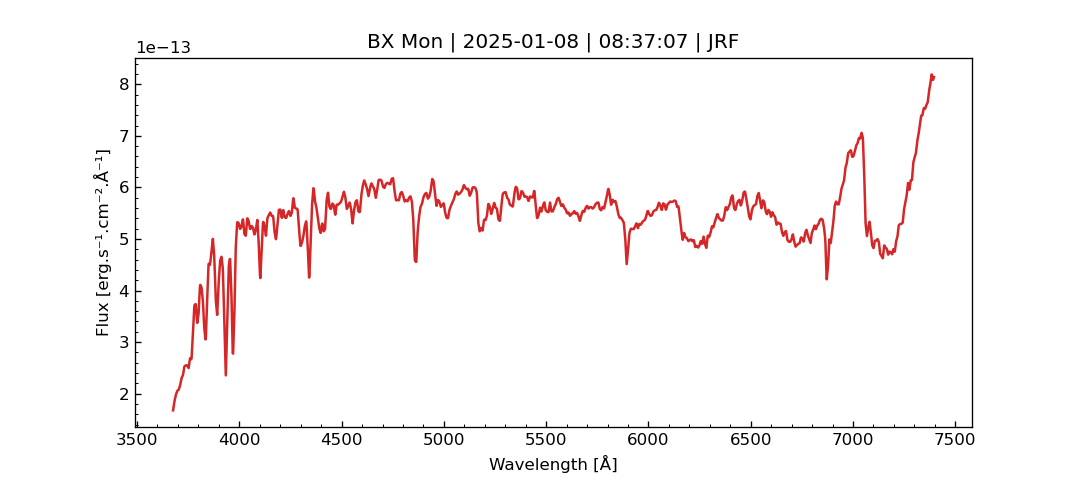 BX Mon | 2025-01-08 | 08:37:07 | JRF
1e−13
8
7
6
5
4
3
2
Flux [erg.s⁻¹.cm⁻².Å⁻¹]
3500 4000 4500 5000 5500 6000 6500 7000 7500
Wavelength [Å]